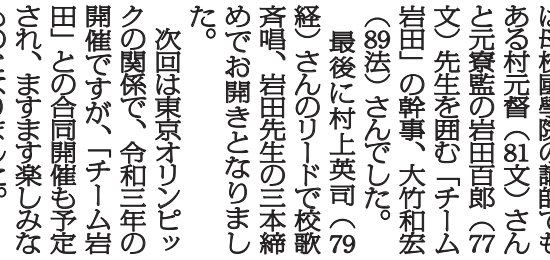 は母校國學院の講師でも
ある村元督（81文）さん
と元寮監の岩田百郎（77
文）先生を囲む「チーム
岩田」の幹事、大竹和宏
（89法）さんでした。
最後に村上英司（79
経）さんのリードで校歌
斉唱、岩田先生の三本締
めでお開きとなりまし
た。
次回は東京オリンピッ
クの関係で、令和三年の
開催ですが、「チーム岩
田」との合同開催も予定
され、ますます楽しみな